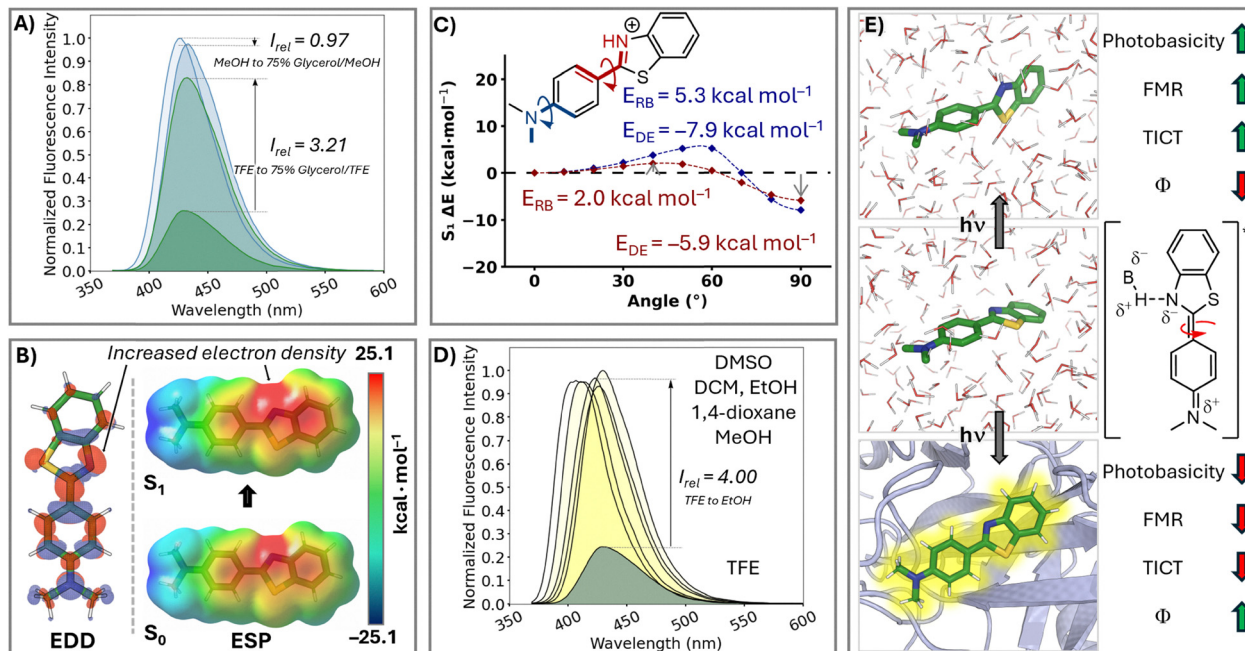 A)
Normalized Fluorescence Intensity
1.0
0.9
0.8
0.7
0.6
0.5
0.4
0.3
0.2
0.1
0.0
I_rel = 0.97
MeOH to 75% Glycerol/MeOH
I_rel = 3.21
TFE to 75% Glycerol/TFE
350
400
450
500
550
600
Wavelength (nm)
B)
Increased electron density
25.1
S₁
S₀
kcal·mol⁻¹
−25.1
EDD
ESP
C)
HN
⊕
S
N
S₁ ΔE (kcal·mol⁻¹)
20
10
0
−10
−20
E_RB = 5.3 kcal mol⁻¹
E_DE = −7.9 kcal mol⁻¹
E_RB = 2.0 kcal mol⁻¹
E_DE = −5.9 kcal mol⁻¹
0
30
60
90
Angle (°)
D)
Normalized Fluorescence Intensity
1.0
0.9
0.8
0.7
0.6
0.5
0.4
0.3
0.2
0.1
0.0
DMSO
DCM, EtOH
1,4-dioxane
MeOH
I_rel = 4.00
TFE to EtOH
TFE
350
400
450
500
550
600
Wavelength (nm)
E)
Photobasicity
FMR
TICT
Φ
hν
hν
*
δ⁻
B
H
δ⁺
N
δ⁻
S
N
δ⁺
Photobasicity
FMR
TICT
Φ